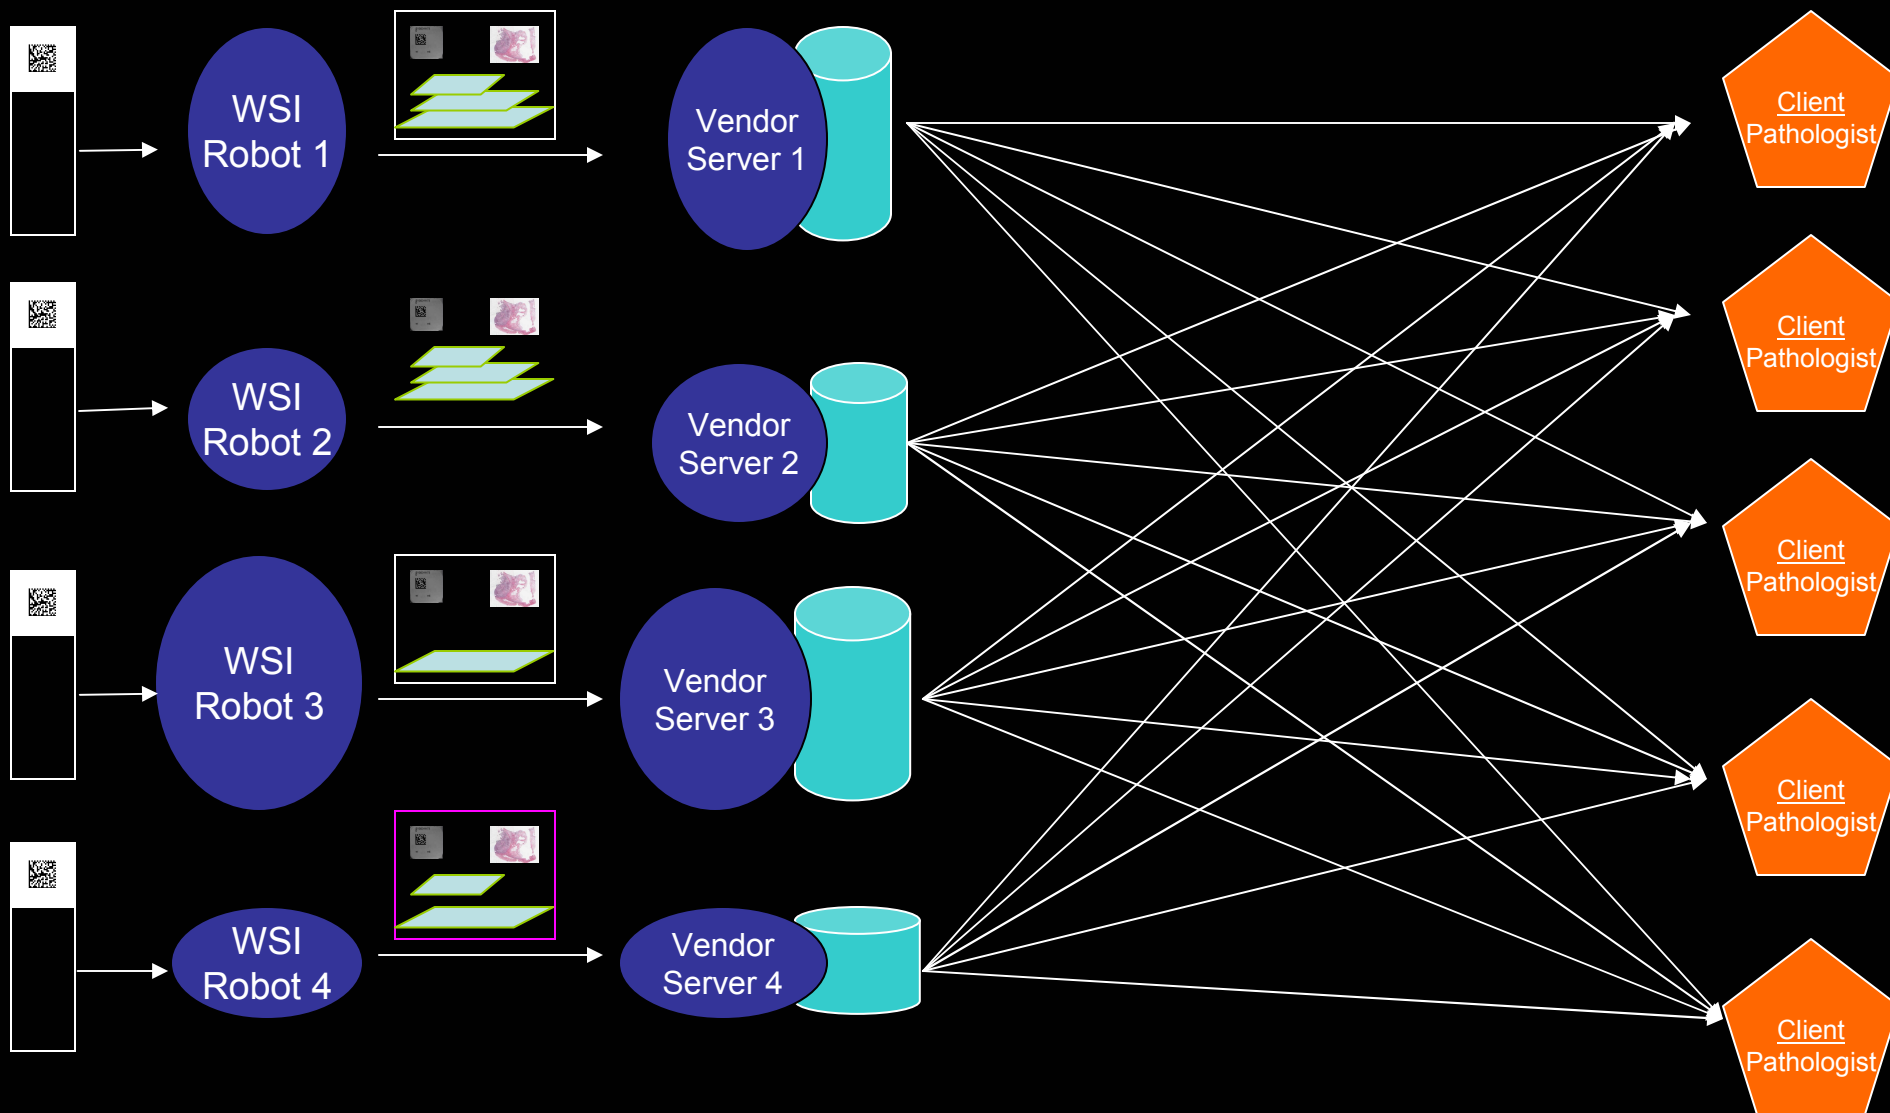 WSI
Robot 1
Vendor
Server 1
Client
Pathologist
WSI
Robot 2
Vendor
Server 2
Client
Pathologist
Client
Pathologist
WSI
Robot 3
Vendor
Server 3
Client
Pathologist
WSI
Robot 4
Vendor
Server 4
Client
Pathologist